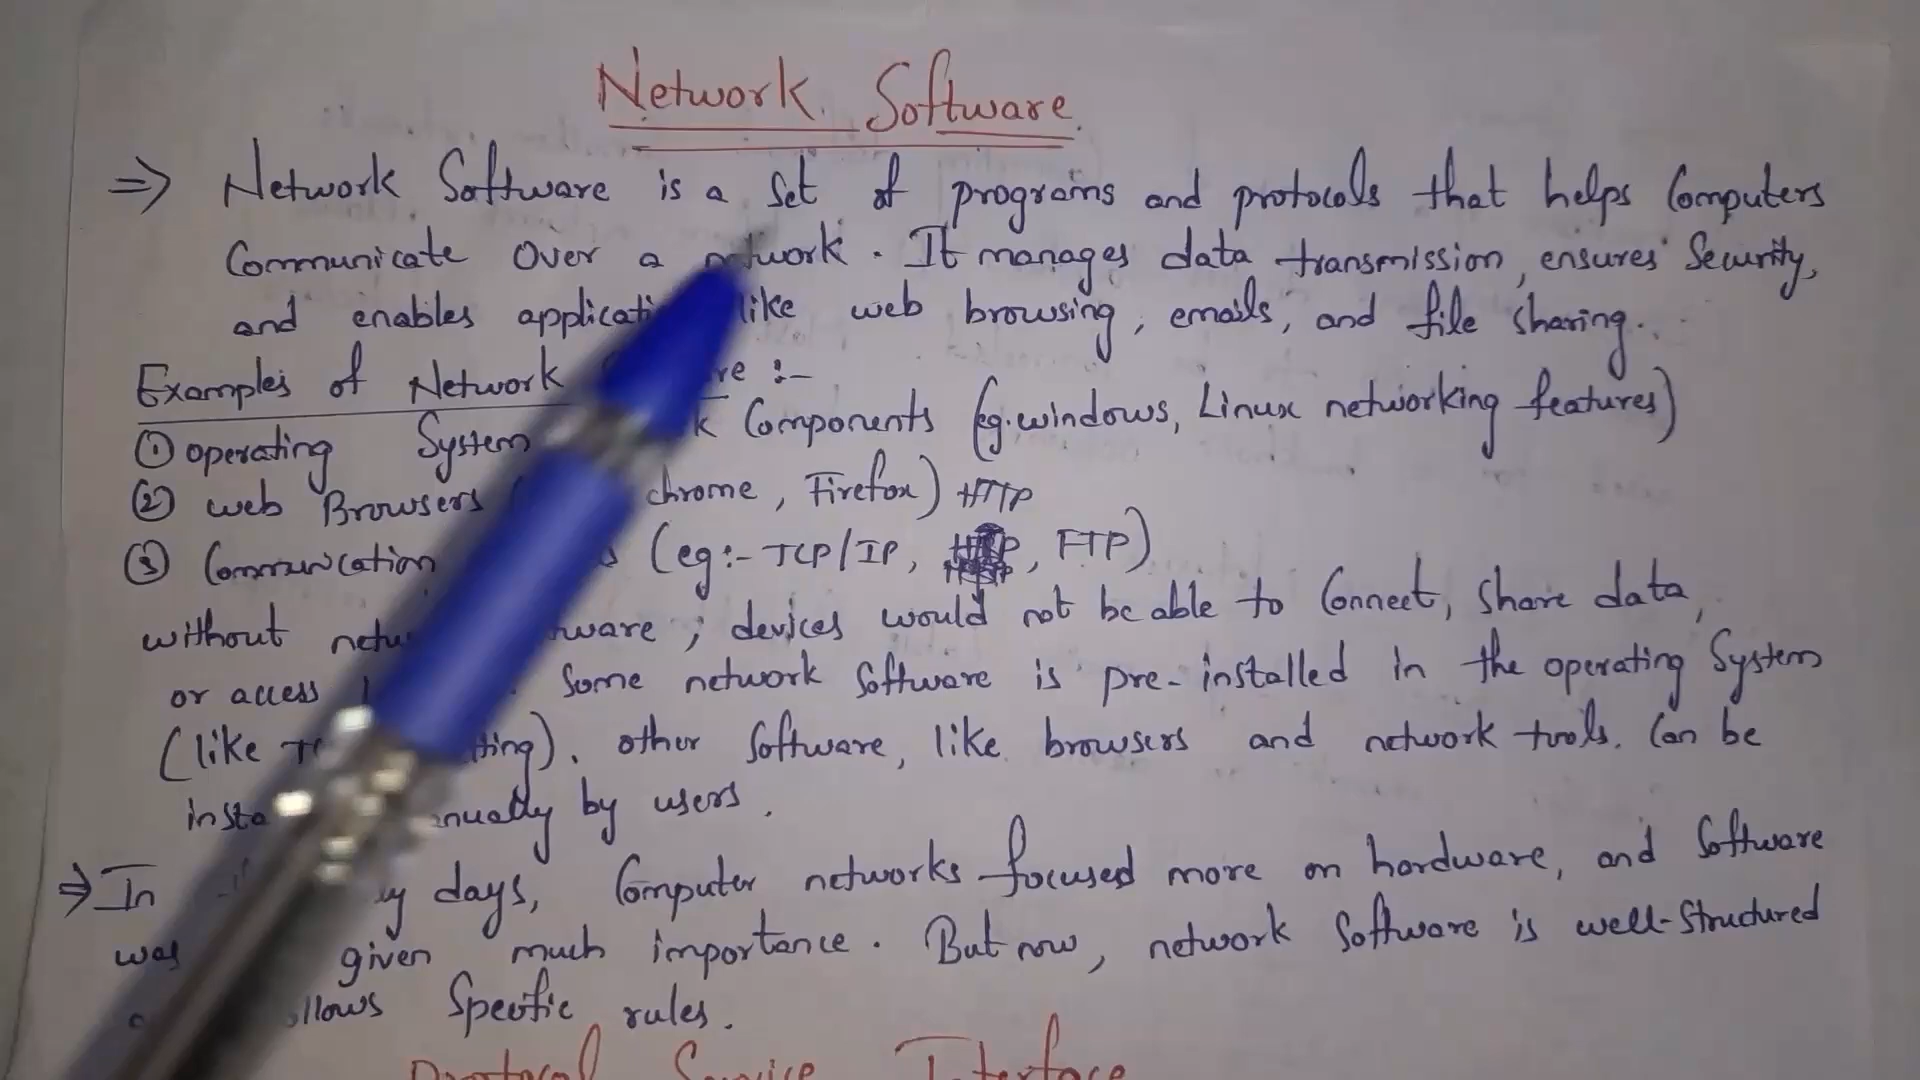 Network Software
⇒ Network Software is a Set of programs and protocols that helps Computers
Communicate Over a network. It manages data transmission, ensures Security,
and enables applicati like web browsing, emails, and file sharing.
Examples of Network re :-
① operating System k Components (eg. windows, Linux networking features)
② web Browsers chrome, Firefox) HTTP
③ Communication s (eg:- TCP/IP, , FTP)
without netw ware, devices would not be able to Connect, Share data,
or access Some network Software is pre-installed in the operating System
(like ting). other Software, like browsers and network tools. Can be
insta nually by users.
⇒ In y days, Computer networks focused more on hardware, and Software
was given much importance. But now, network Software is well-Structured
llows Specific rules.
Protocol Service Interface